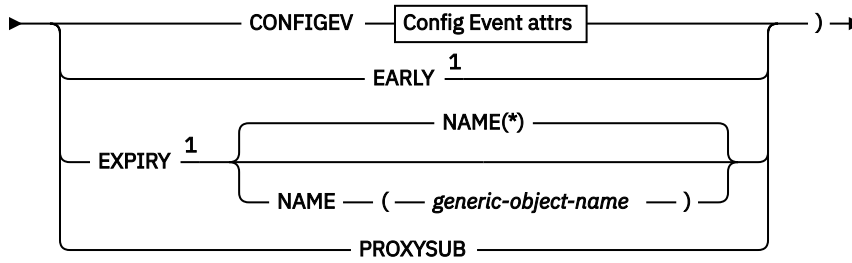 CONFIGEV Config Event attrs )
EARLY 1
NAME(*)
EXPIRY 1
NAME ( generic-object-name )
PROXYSUB